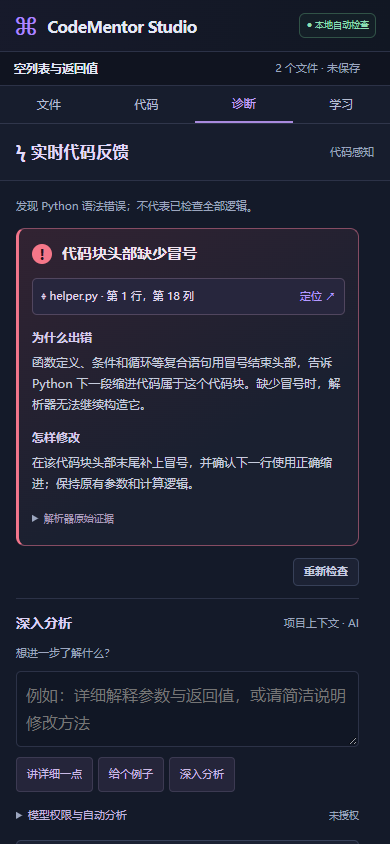 ⌘ CodeMentor Studio
本地自动检查
空列表与返回值
2 个文件 · 未保存
文件 代码 诊断 学习
实时代码反馈
代码感知
发现 Python 语法错误；不代表已检查全部逻辑。
代码块头部缺少冒号
helper.py · 第 1 行，第 18 列
定位 ↗
为什么出错
函数定义、条件和循环等复合语句用冒号结束头部，告诉
Python 下一段缩进代码属于这个代码块。缺少冒号时，解
析器无法继续构造它。
怎样修改
在该代码块头部末尾补上冒号，并确认下一行使用正确缩
进；保持原有参数和计算逻辑。
▶ 解析器原始证据
重新检查
深入分析
项目上下文 · AI
想进一步了解什么？
例如：详细解释参数与返回值，或请简洁说明
修改方法
讲详细一点 给个例子 深入分析
▶ 模型权限与自动分析
未授权